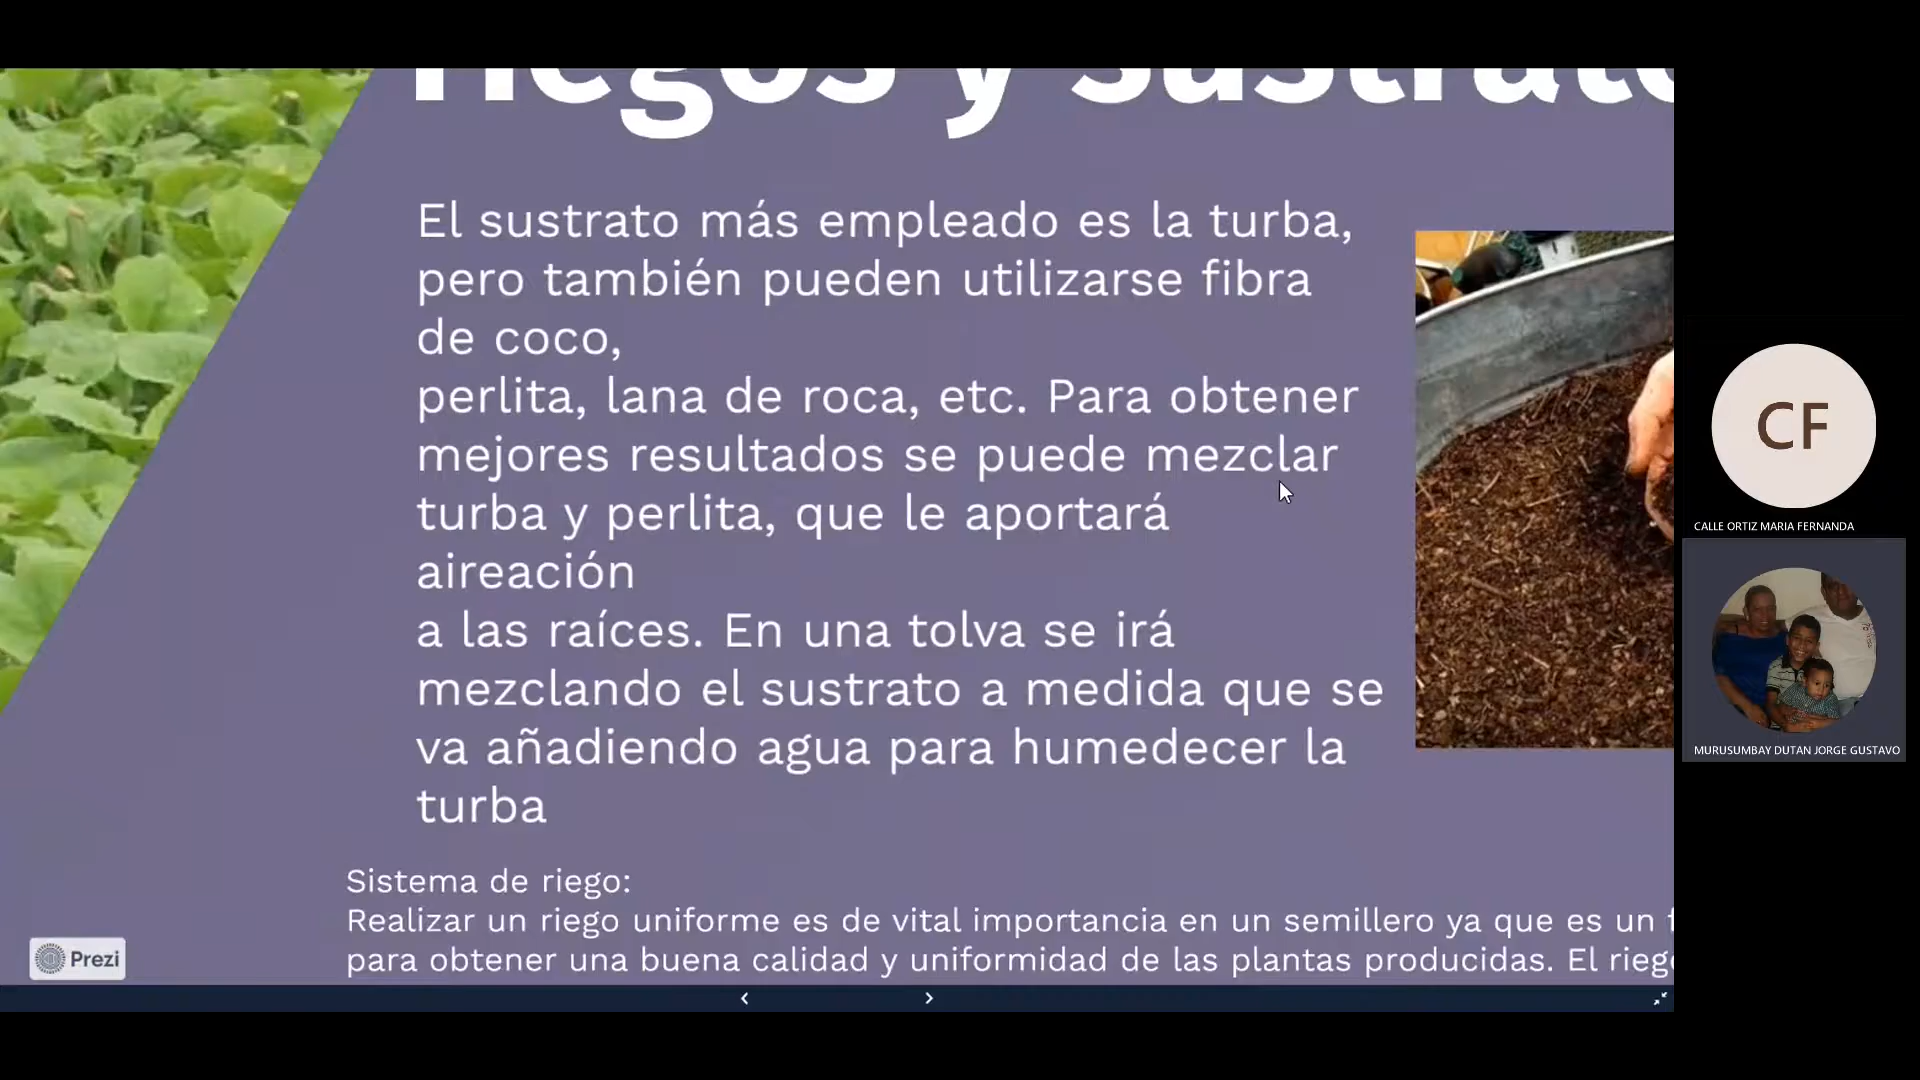 riegos y sustrato
El sustrato más empleado es la turba,
pero también pueden utilizarse fibra
de coco,
perlita, lana de roca, etc. Para obtener
mejores resultados se puede mezclar
turba y perlita, que le aportará
aireación
a las raíces. En una tolva se irá
mezclando el sustrato a medida que se
va añadiendo agua para humedecer la
turba
Sistema de riego:
Realizar un riego uniforme es de vital importancia en un semillero ya que es un
para obtener una buena calidad y uniformidad de las plantas producidas. El
Prezi
CF
CALLE ORTIZ MARIA FERNANDA
MURUSUMBAY DUTAN JORGE GUSTAVO